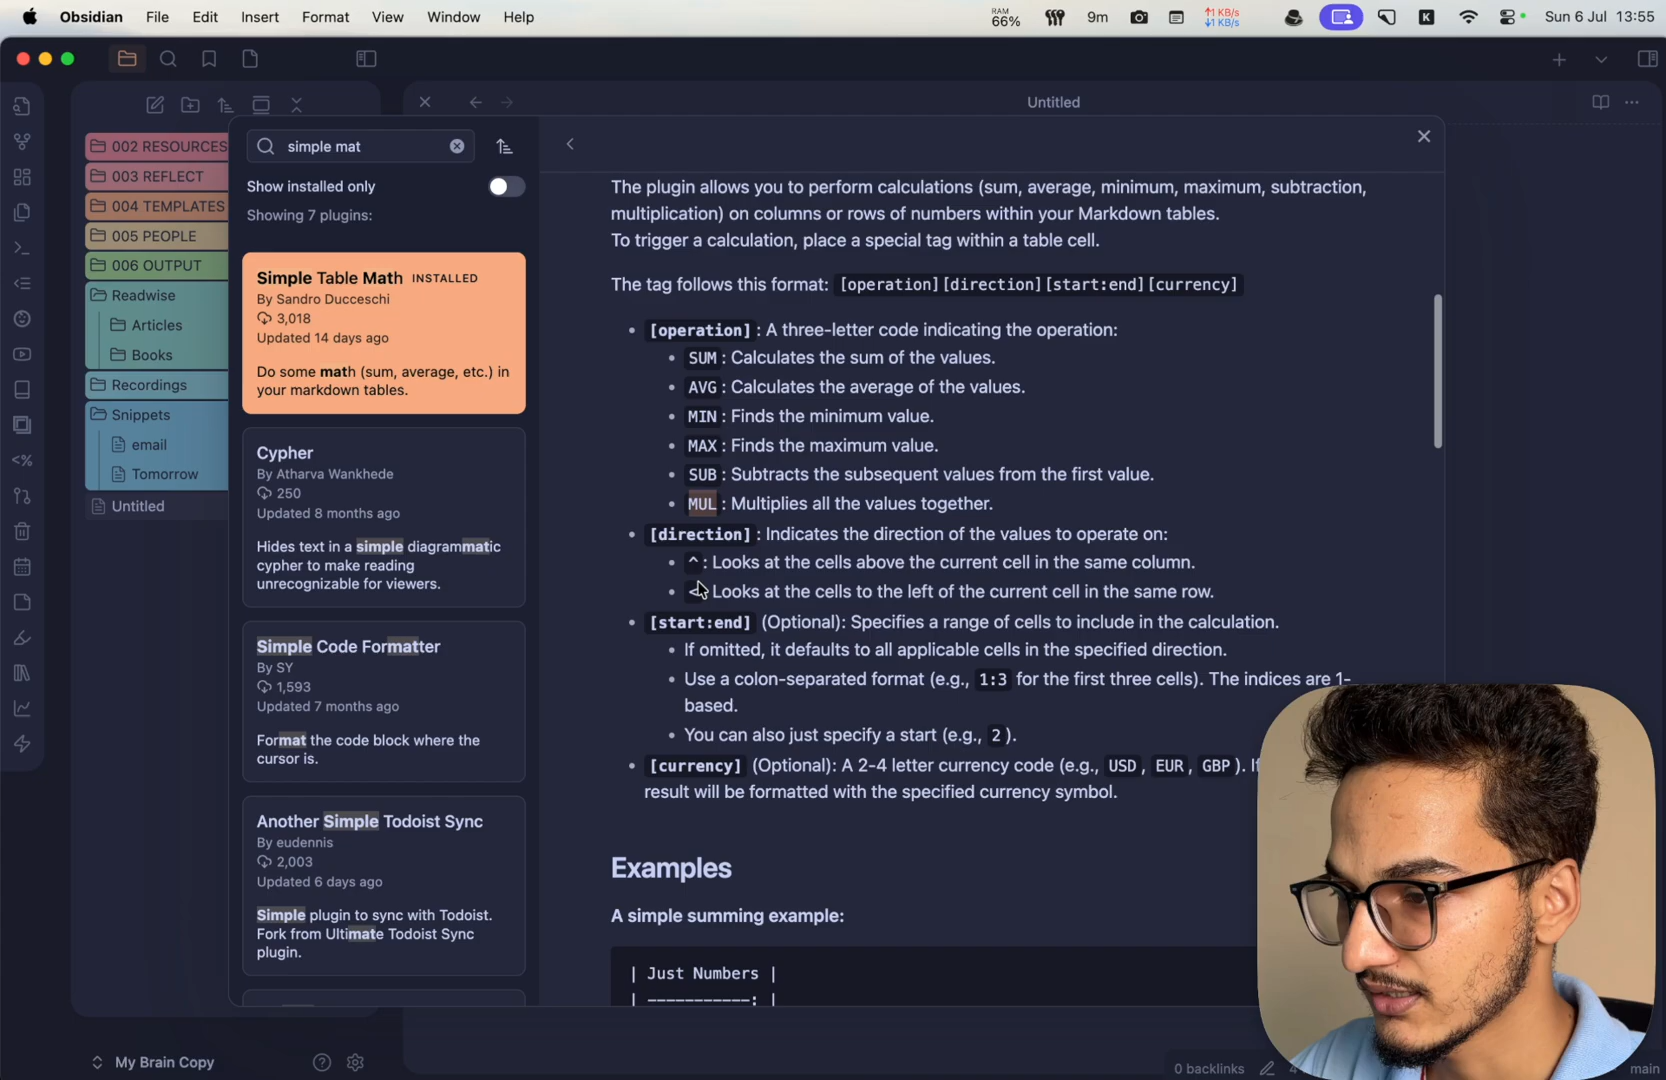 Obsidian File Edit Insert Format View Window Help
RAM
66%
9m
1 KB/s
1 KB/s
K
Sun 6 Jul 13:55
Untitled
002 RESOURCES
003 REFLECT
004 TEMPLATES
005 PEOPLE
006 OUTPUT
Readwise
Articles
Books
Recordings
Snippets
email
Tomorrow
Untitled
My Brain Copy
simple mat
Show installed only
Showing 7 plugins:
Simple Table Math INSTALLED
By Sandro Ducceschi
3,018
Updated 14 days ago
Do some math (sum, average, etc.) in
your markdown tables.
Cypher
By Atharva Wankhede
250
Updated 8 months ago
Hides text in a simple diagrammatic
cypher to make reading
unrecognizable for viewers.
Simple Code Formatter
By SY
1,593
Updated 7 months ago
Format the code block where the
cursor is.
Another Simple Todoist Sync
By eudennis
2,003
Updated 6 days ago
Simple plugin to sync with Todoist.
Fork from Ultimate Todoist Sync
plugin.
The plugin allows you to perform calculations (sum, average, minimum, maximum, subtraction,
multiplication) on columns or rows of numbers within your Markdown tables.
To trigger a calculation, place a special tag within a table cell.
The tag follows this format: [operation][direction][start:end][currency]
• [operation] : A three-letter code indicating the operation:
• SUM : Calculates the sum of the values.
• AVG : Calculates the average of the values.
• MIN : Finds the minimum value.
• MAX : Finds the maximum value.
• SUB : Subtracts the subsequent values from the first value.
• MUL : Multiplies all the values together.
• [direction] : Indicates the direction of the values to operate on:
• ^ : Looks at the cells above the current cell in the same column.
• < Looks at the cells to the left of the current cell in the same row.
• [start:end] (Optional): Specifies a range of cells to include in the calculation.
• If omitted, it defaults to all applicable cells in the specified direction.
• Use a colon-separated format (e.g., 1:3 for the first three cells). The indices are 1-
based.
• You can also just specify a start (e.g., 2 ).
• [currency] (Optional): A 2-4 letter currency code (e.g., USD , EUR , GBP ). If
result will be formatted with the specified currency symbol.
Examples
A simple summing example:
| Just Numbers |
| -----------: |
0 backlinks
main